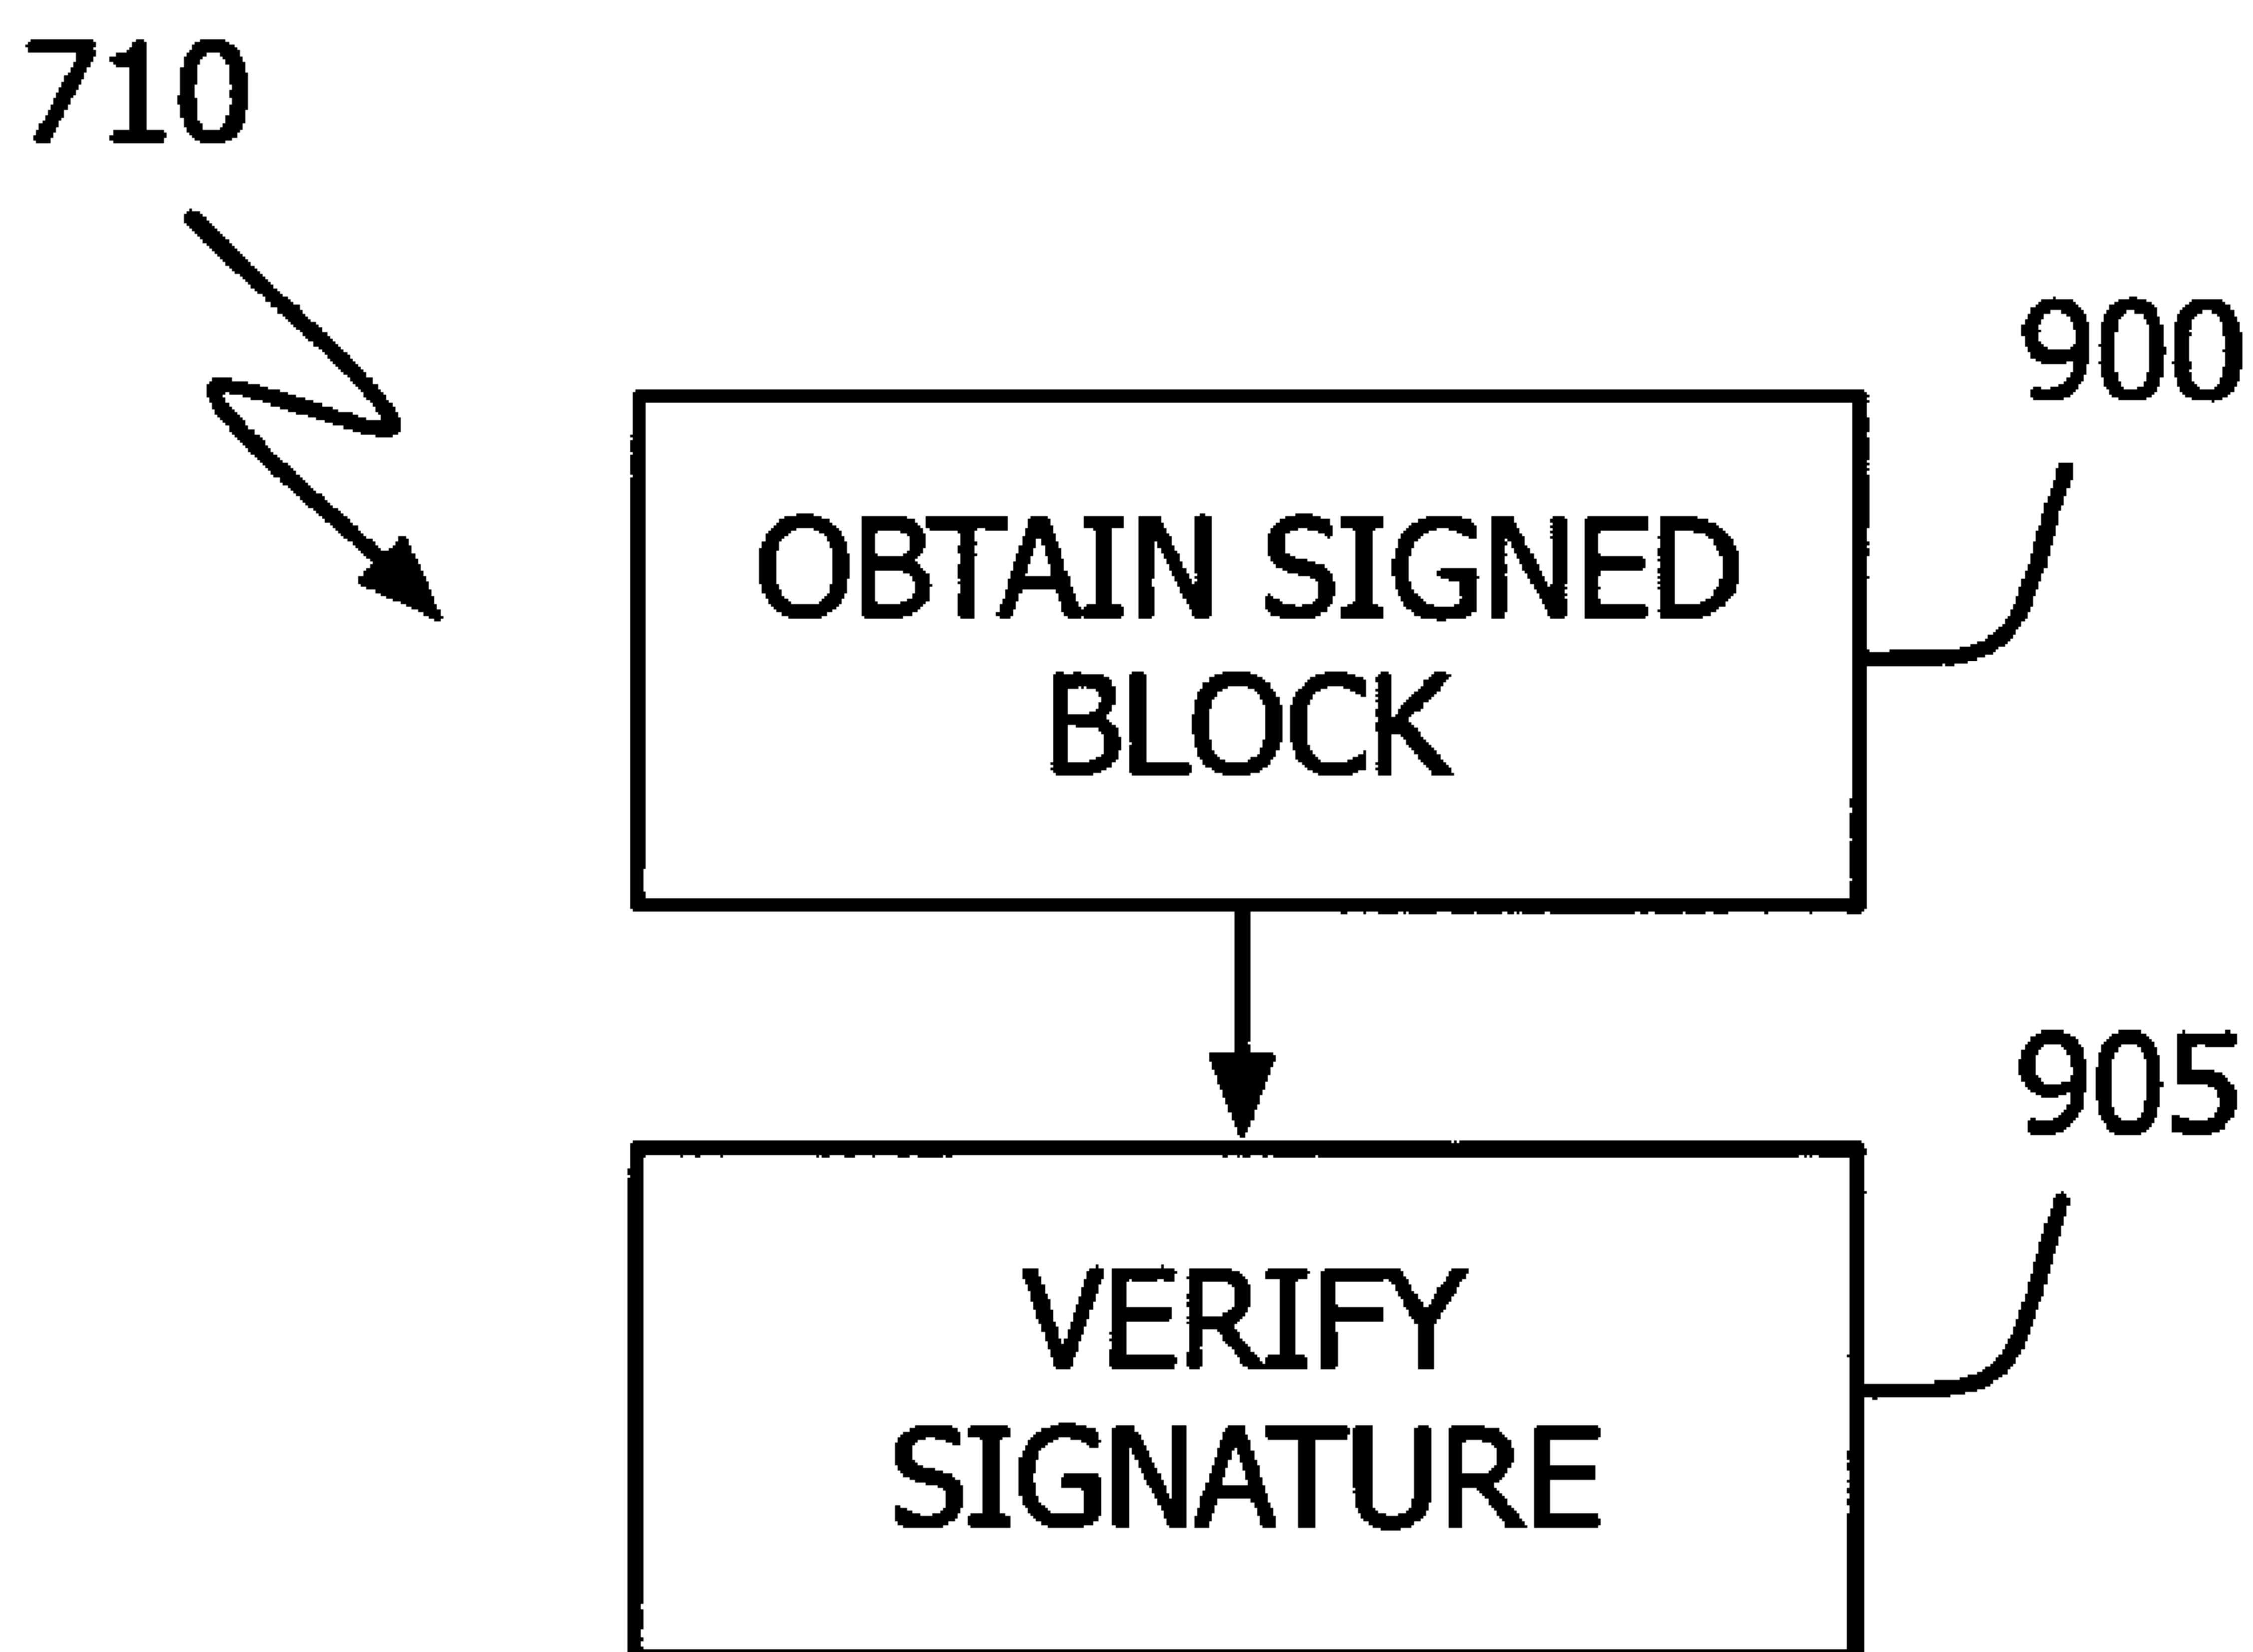 710
900
OBTAIN SIGNED
BLOCK
905
VERIFY
SIGNATURE